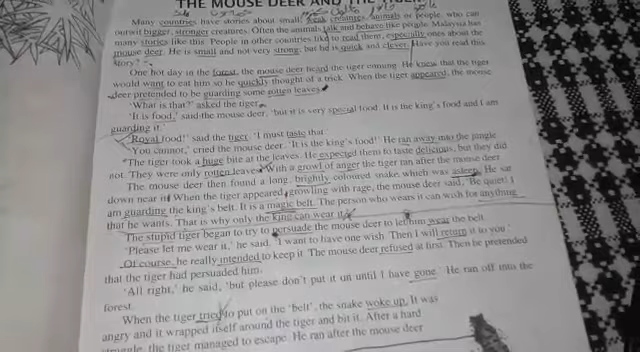 THE MOUSE DEER AND THE TIGER
Many countries have stories about small, weak creatures, animals or people, who can
outwit bigger, stronger creatures. Often the animals talk and behave like people. Malaysia has
many stories like this. People in other countries like to read them, especially ones about the
mouse deer. He is small and not very strong, but he is quick and clever. Have you read this
story?
One hot day in the forest, the mouse deer heard the tiger coming. He knew that the tiger
would want to eat him so he quickly thought of a trick. When the tiger appeared, the mouse
deer pretended to be guarding some rotten leaves.
'What is that?' asked the tiger.
'It is food,' said the mouse deer, 'but it is very special food. It is the king's food and I am
guarding it.'
'Royal food!' said the tiger. 'I must taste that.'
'You cannot,' cried the mouse deer. 'It is the king's food!' He ran away into the jungle
The tiger took a huge bite at the leaves. He expected them to taste delicious, but they did
not. They were only rotten leaves. With a growl of anger the tiger ran after the mouse deer.
The mouse deer then found a long, brightly coloured snake which was asleep. He sat
down near it. When the tiger appeared, growling with rage, the mouse deer said, 'Be quiet! I
am guarding the king's belt. It is a magic belt. The person who wears it can wish for anything
that he wants. That is why only the king can wear it.'
The stupid tiger began to try to persuade the mouse deer to let him wear the belt.
'Please let me wear it,' he said. 'I want to have one wish. Then I will return it to you.'
Of course, he really intended to keep it. The mouse deer refused at first. Then he pretended
that the tiger had persuaded him.
'All right,' he said, 'but please don't put it on until I have gone.' He ran off into the
forest.
When the tiger tried to put on the 'belt', the snake woke up. It was
angry and it wrapped itself around the tiger and bit it. After a hard
struggle, the tiger managed to escape. He ran after the mouse deer